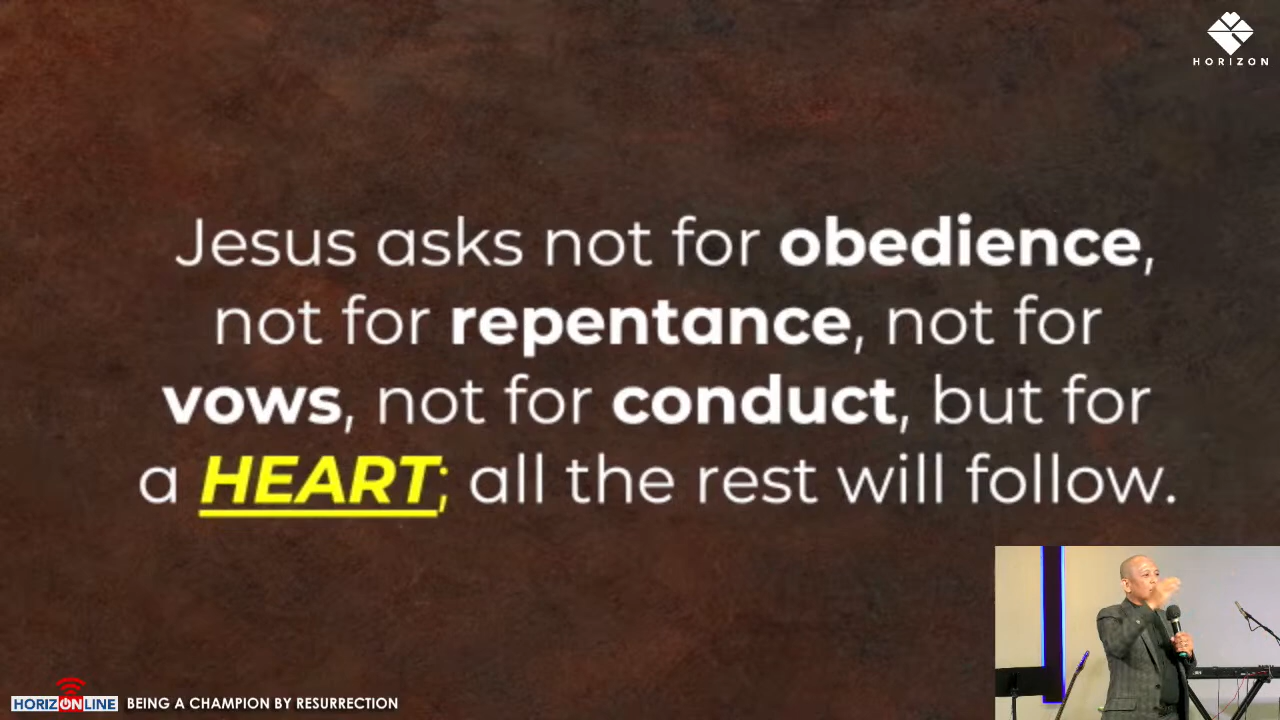 HORIZON
Jesus asks not for obedience,
not for repentance, not for
vows, not for conduct, but for
a HEART; all the rest will follow.
HORIZONLINE BEING A CHAMPION BY RESURRECTION